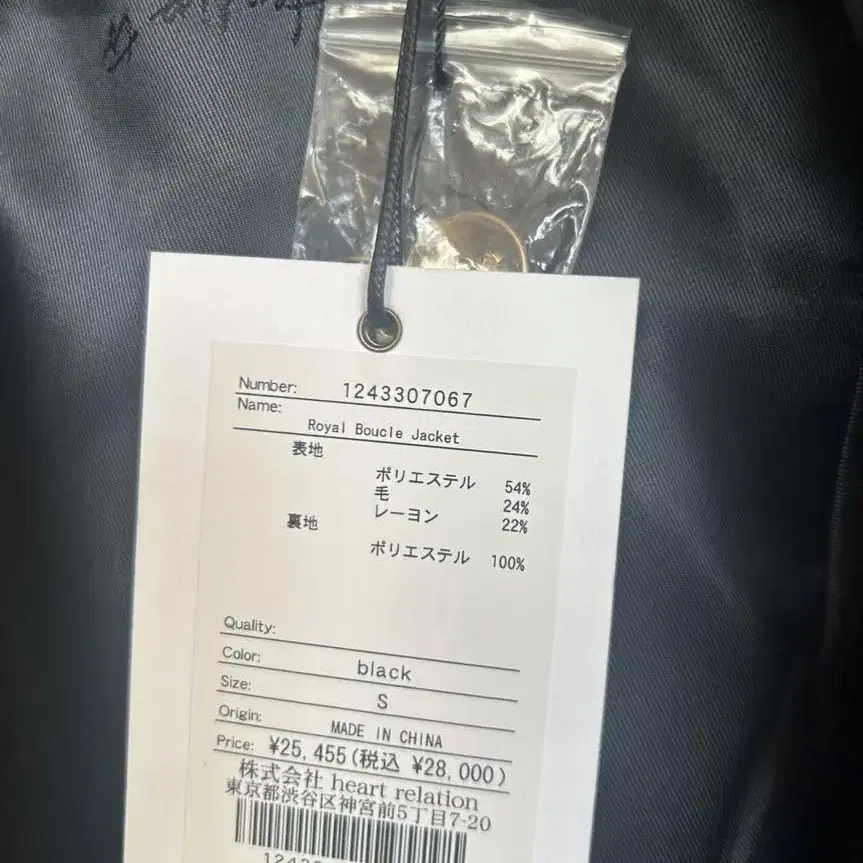 Number: 1243307067
Name:
Royal Boucle Jacket
表地
ポリエステル 54%
毛 24%
レーヨン 22%
裏地
ポリエステル 100%
Quality:
Color: black
Size: S
Origin: MADE IN CHINA
Price: ¥25,455(税込 ¥28,000)
株式会社 heart relation
東京都渋谷区神宮前5丁目7-20